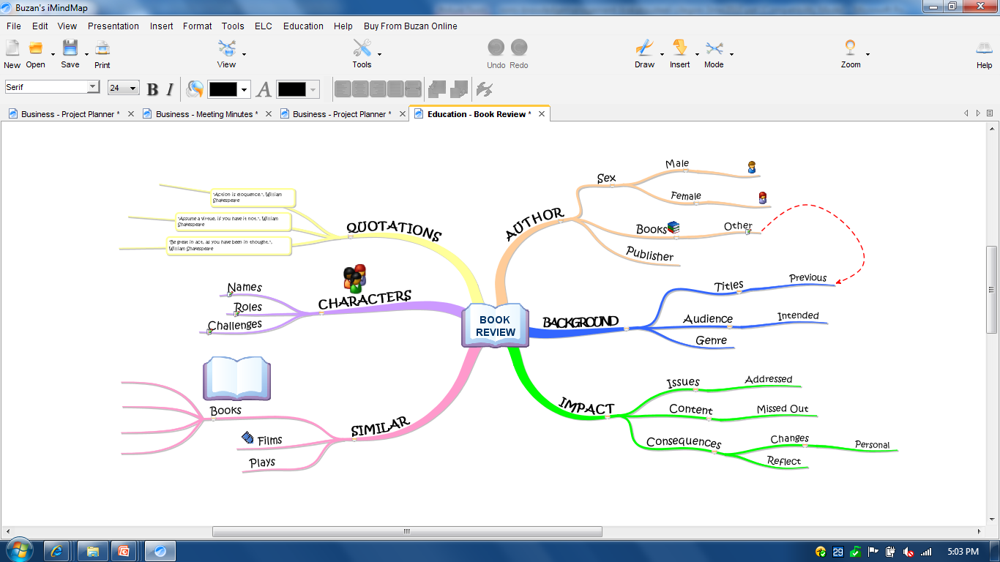 Buzan's iMindMap
File Edit View Presentation Insert Format Tools ELC Education Help Buy From Buzan Online
New Open Save Print View Tools Undo Redo Draw Insert Mode Zoom Help
Serif 24 B I A
Business - Project Planner * Business - Meeting Minutes * Business - Project Planner * Education - Book Review *
BOOK
REVIEW
AUTHOR
Sex
Male
Female
Books
Other
Publisher
BACKGROUND
Titles
Previous
Audience
Intended
Genre
IMPACT
Issues
Addressed
Content
Missed Out
Consequences
Changes
Personal
Reflect
SIMILAR
Books
Films
Plays
CHARACTERS
Names
Roles
Challenges
QUOTATIONS
"Action is eloquence.", William
Shakespeare
"Assume a virtue, if you have it not.", William
Shakespeare
"Be great in act, as you have been in thought.",
William Shakespeare
29 5:03 PM